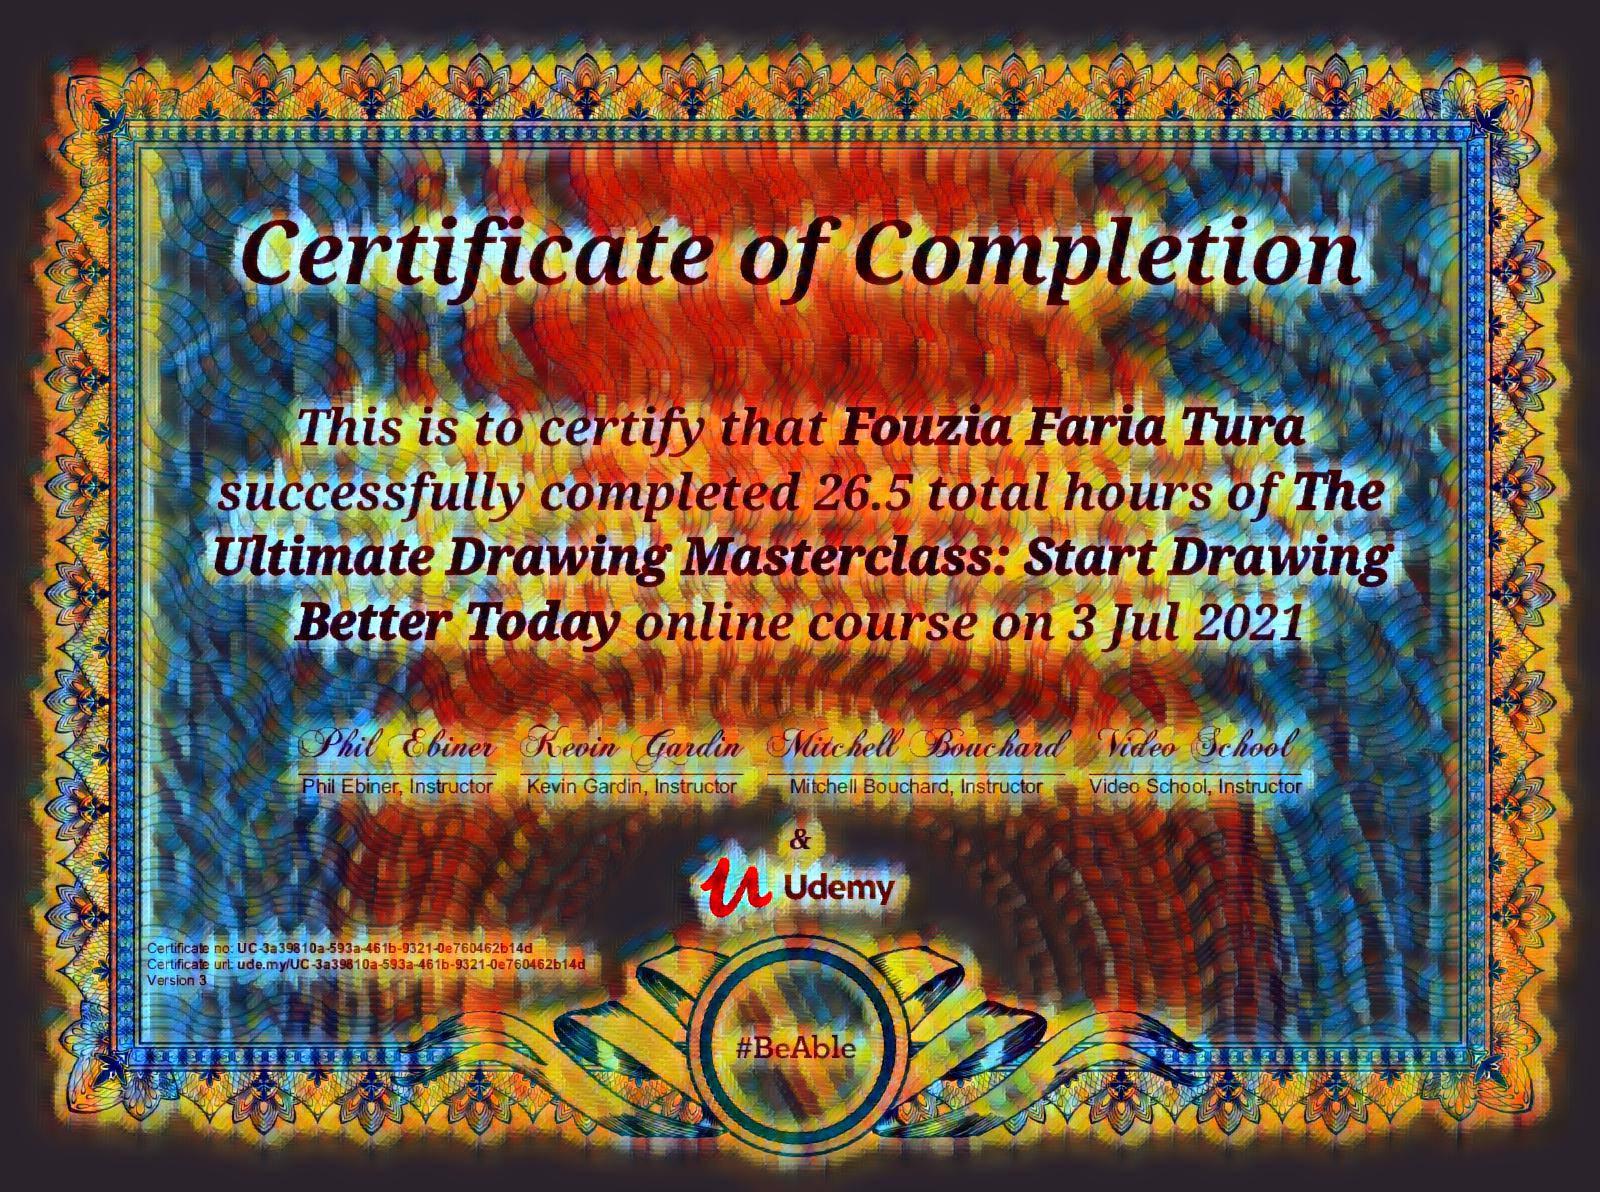 Certificate of Completion
This is to certify that Fouzia Faria Tura
successfully completed 26.5 total hours of The
Ultimate Drawing Masterclass: Start Drawing
Better Today online course on 3 Jul 2021
Phil Ebiner Kevin Gardin Mitchell Bouchard Video School
Phil Ebiner, Instructor Kevin Gardin, Instructor Mitchell Bouchard, Instructor Video School, Instructor
&
Udemy
Certificate no: UC-3a39810a-593a-461b-9321-0e760462b14d
Certificate url: ude.my/UC-3a39810a-593a-461b-9321-0e760462b14d
Version 3
#BeAble